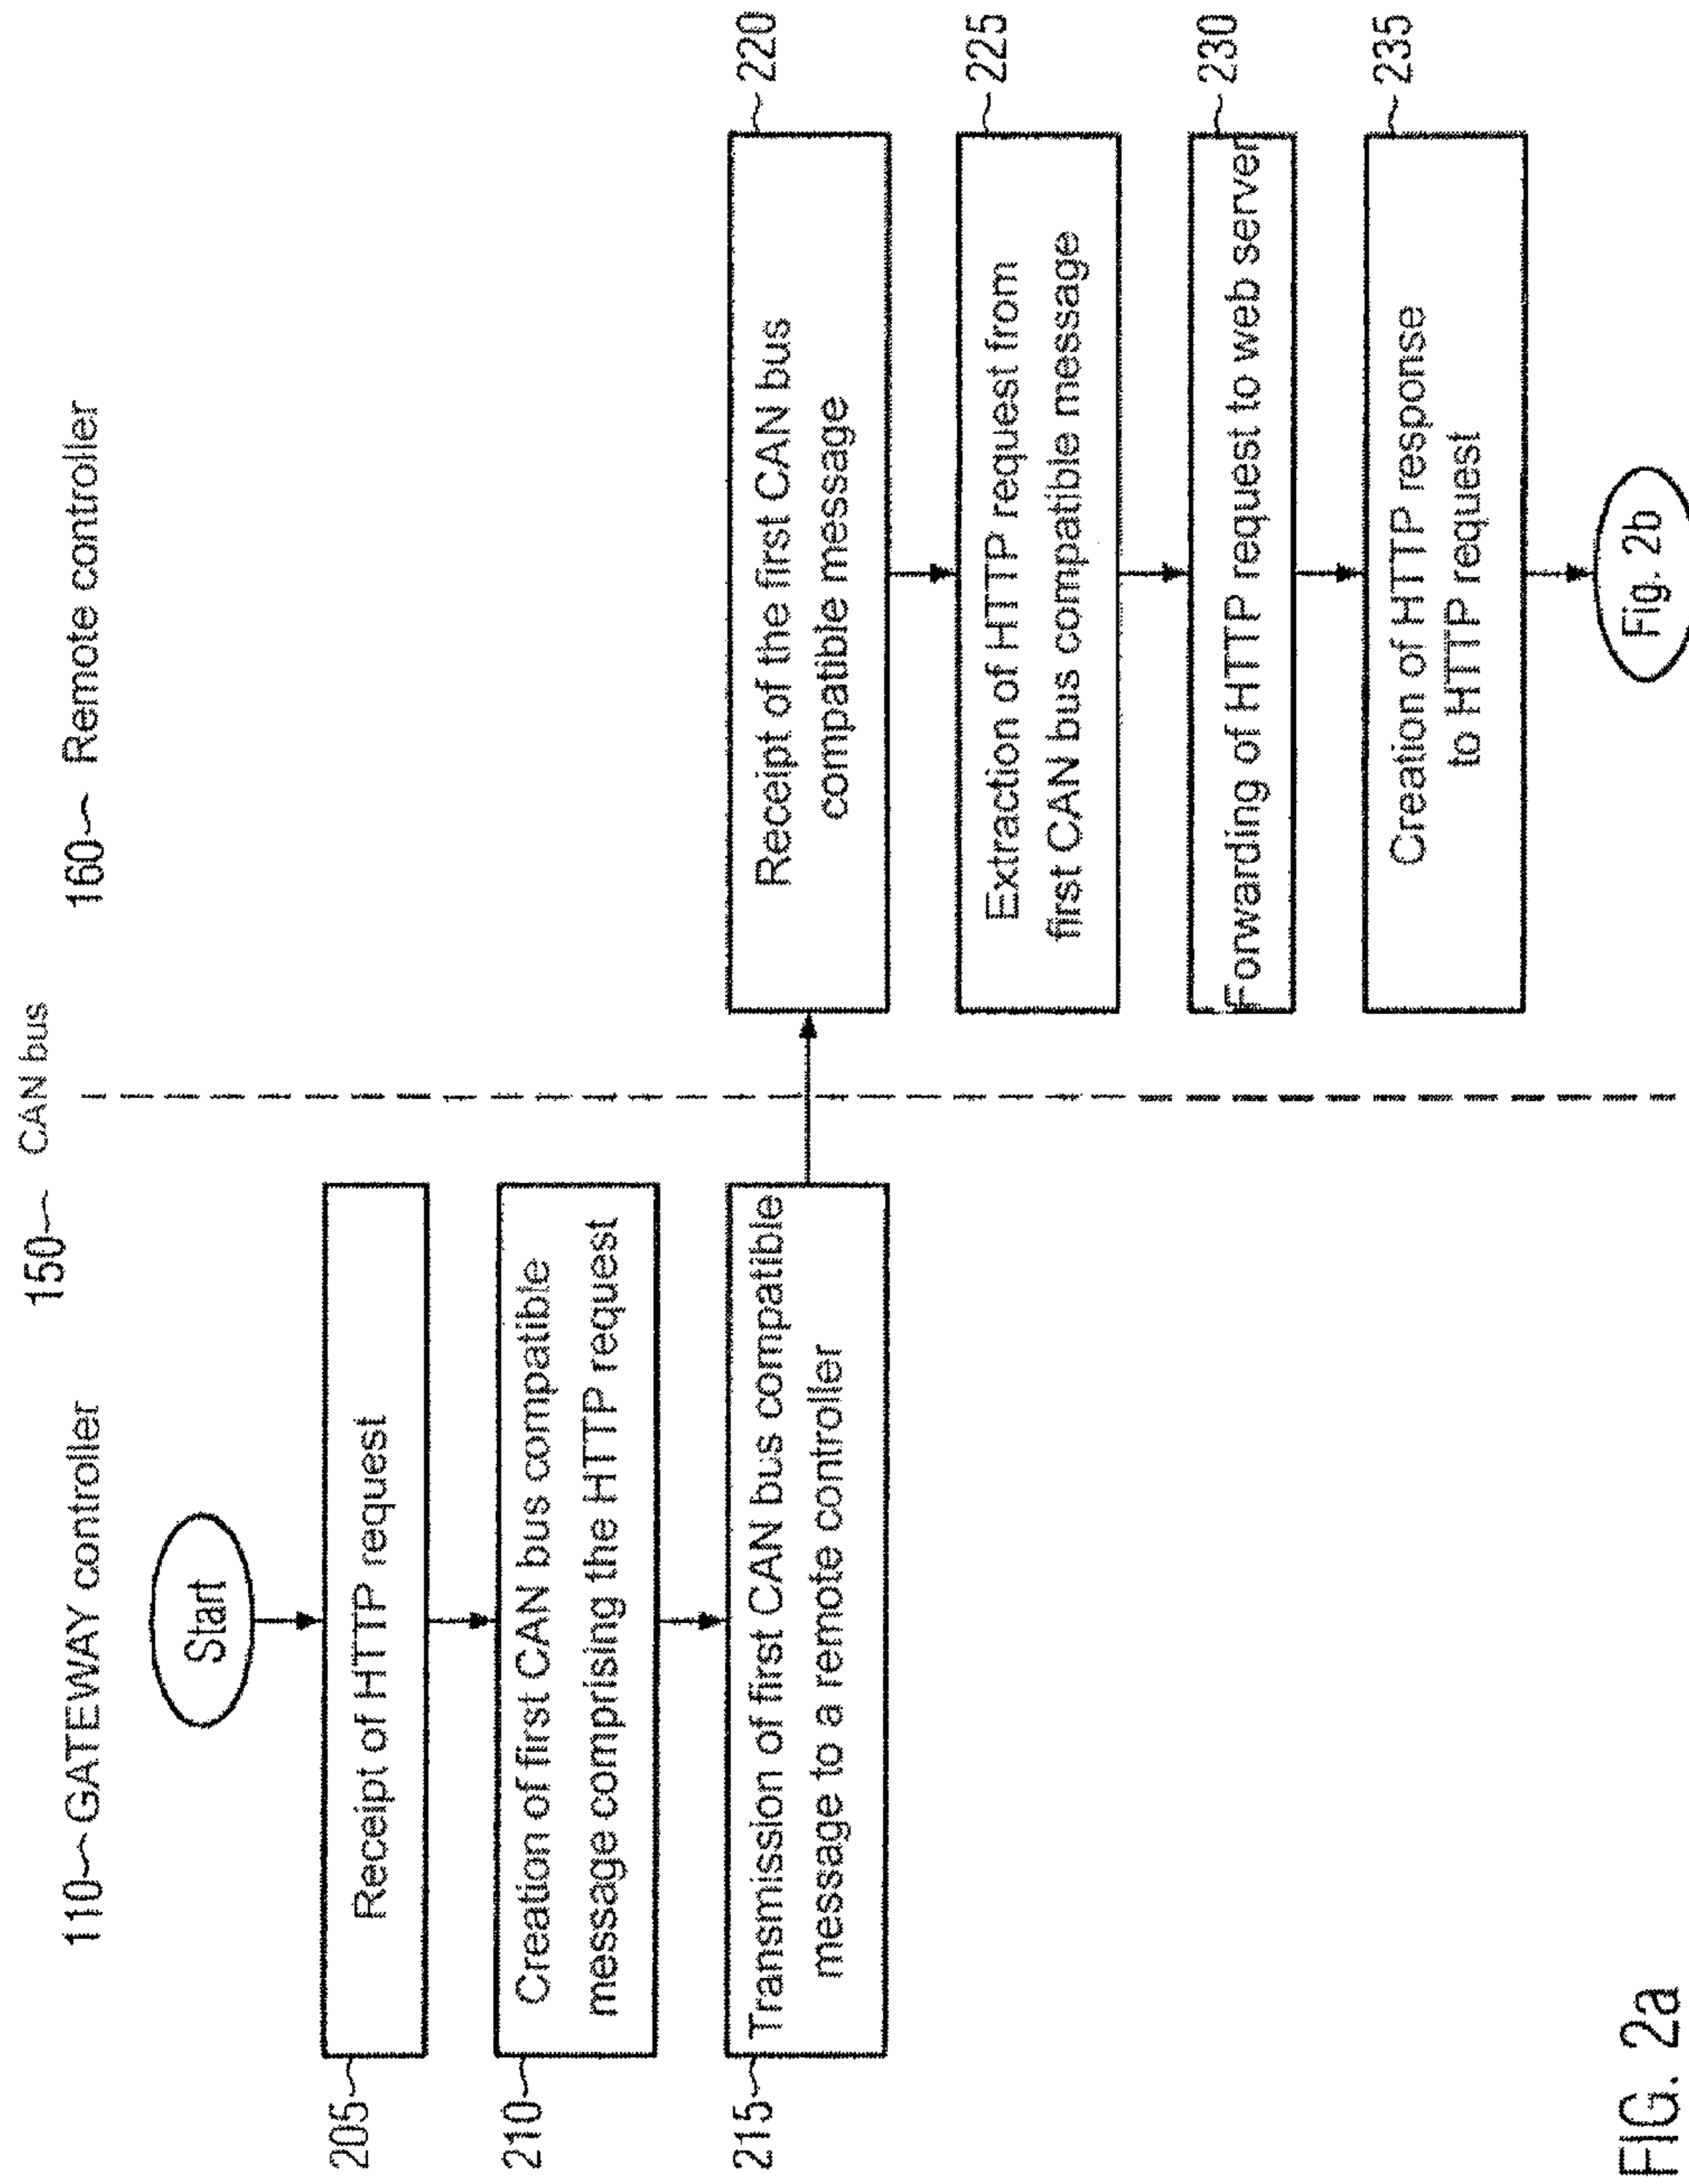 150 CAN bus
110 GATEWAY controller
160 Remote controller
Start
205
Receipt of HTTP request
210
Creation of first CAN bus compatible
message comprising the HTTP request
215
Transmission of first CAN bus compatible
message to a remote controller
220
Receipt of the first CAN bus
compatible message
225
Extraction of HTTP request from
first CAN bus compatible message
230
Forwarding of HTTP request to web server
235
Creation of HTTP response
to HTTP request
Fig. 2b
FIG. 2a